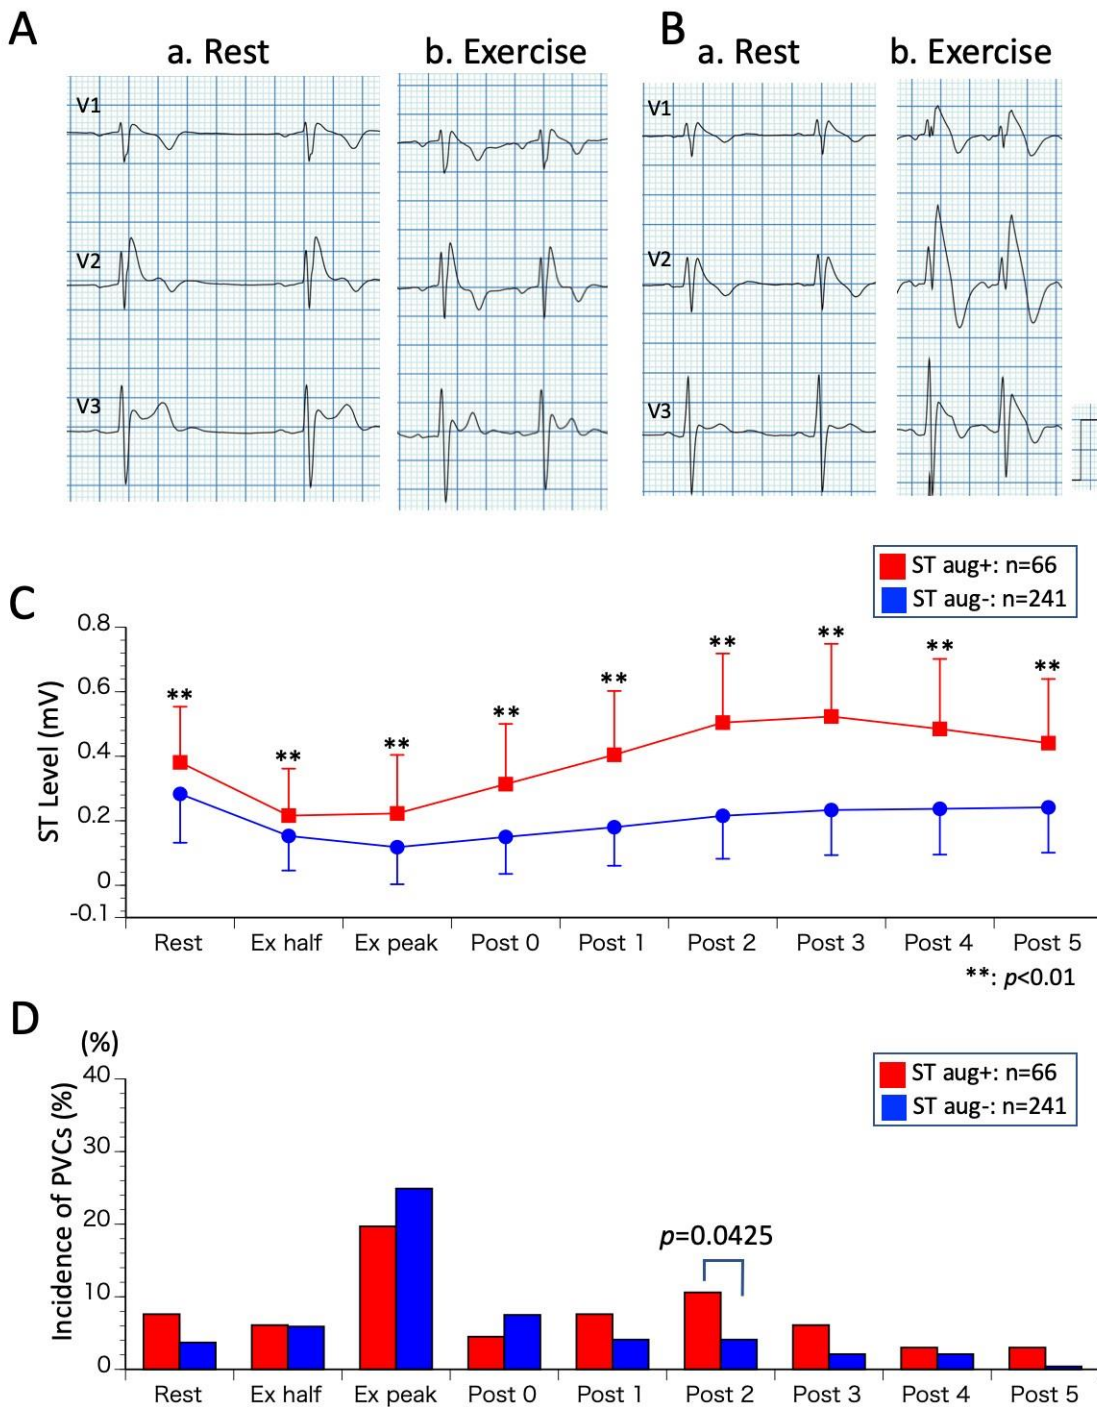 A
a. Rest
b. Exercise
V1
V2
V3
B
a. Rest
b. Exercise
V1
V2
V3
C
ST aug+: n=66
ST aug-: n=241
ST Level (mV)
0.8
0.6
0.4
0.2
0
-0.1
** ** ** ** ** ** ** ** **
Rest Ex half Ex peak Post 0 Post 1 Post 2 Post 3 Post 4 Post 5
**: p<0.01
D
(%)
ST aug+: n=66
ST aug-: n=241
Incidence of PVCs (%)
40
30
20
10
0
p=0.0425
Rest Ex half Ex peak Post 0 Post 1 Post 2 Post 3 Post 4 Post 5